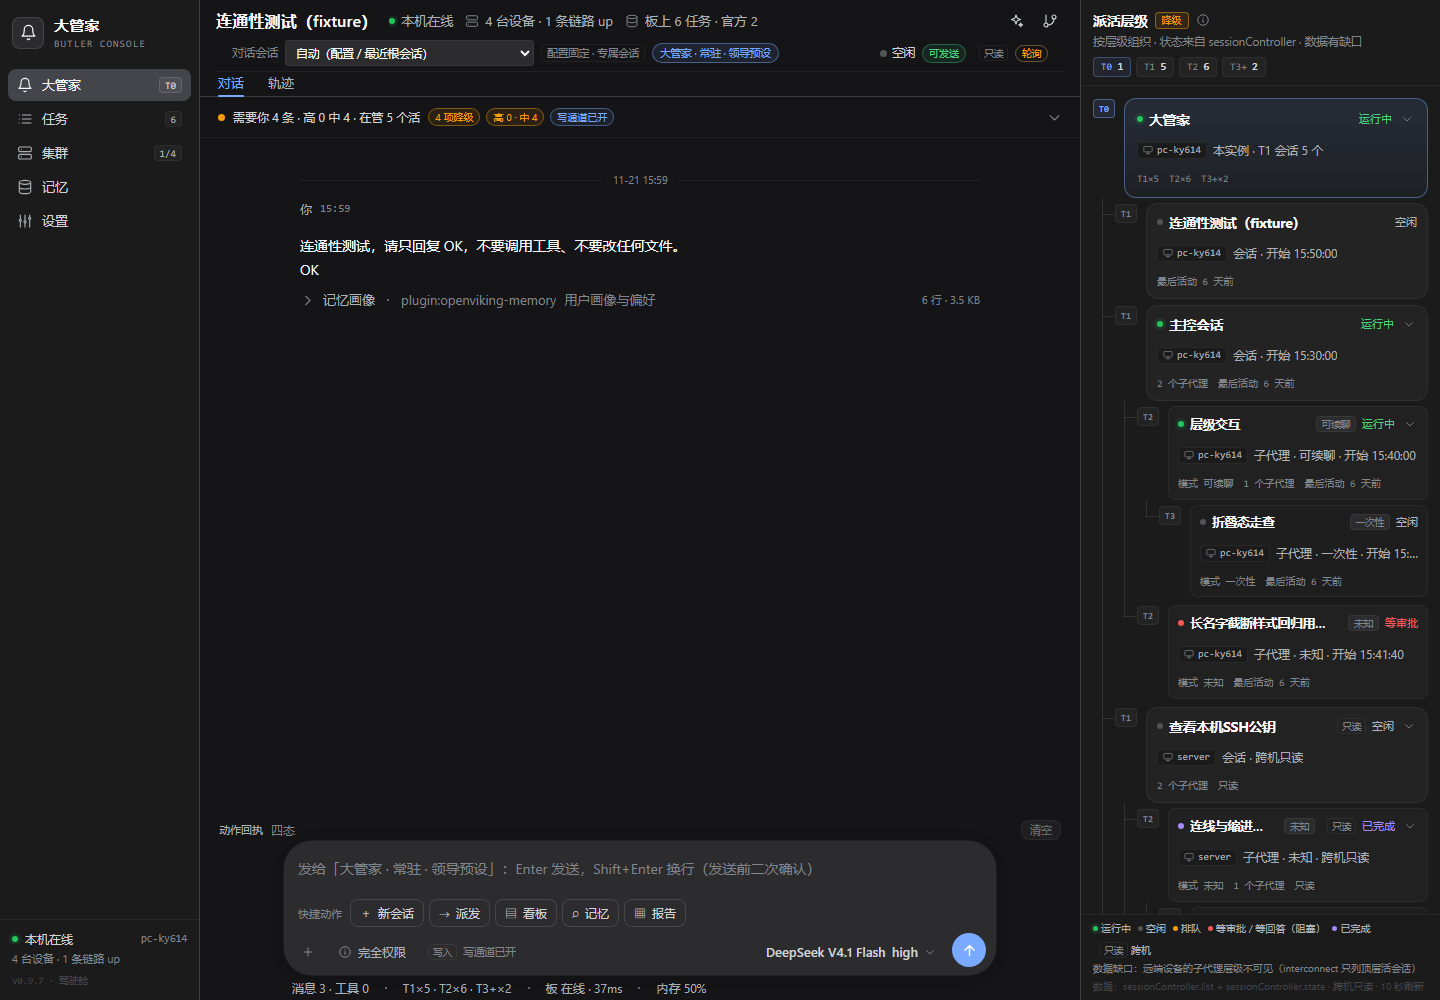 大管家
BUTLER CONSOLE
大管家 T0
任务 6
集群 1/4
记忆
设置
本机在线 pc-ky614
4 台设备 · 1 条链路 up
v0.9.7 · 驾驶舱
连通性测试（fixture） 本机在线 4 台设备 · 1 条链路 up 板上 6 任务 · 官方 2
对话会话 自动（配置 / 最近根会话） 配置固定 · 专属会话 大管家 · 常驻 · 领导预设 空闲 可发送 只读 轮询
对话 轨迹
需要你 4 条 · 高 0 中 4 · 在管 5 个活 4 项降级 高 0 · 中 4 写通道已开
11-21 15:59
你 15:59
连通性测试，请只回复 OK，不要调用工具、不要改任何文件。
OK
记忆画像 · plugin:openviking-memory 用户画像与偏好 6 行 · 3.5 KB
动作回执 四态 清空
发给「大管家 · 常驻 · 领导预设」：Enter 发送，Shift+Enter 换行（发送前二次确认）
快捷动作 + 新会话 派发 看板 记忆 报告
+ 完全权限 写入 写通道已开 DeepSeek V4.1 Flash high
消息 3 · 工具 0 · T1×5 · T2×6 · T3+×2 · 板 在线 · 37ms · 内存 50%
派活层级 降级
按层级组织 · 状态来自 sessionController · 数据有缺口
T0 1 T1 5 T2 6 T3+ 2
T0 大管家 运行中
pc-ky614 本实例 · T1 会话 5 个
T1×5 T2×6 T3+×2
T1 连通性测试（fixture） 空闲
pc-ky614 会话 · 开始 15:50:00
最后活动 6 天前
T1 主控会话 运行中
pc-ky614 会话 · 开始 15:30:00
2 个子代理 最后活动 6 天前
T2 层级交互 可续聊 运行中
pc-ky614 子代理 · 可续聊 · 开始 15:40:00
模式 可续聊 1 个子代理 最后活动 6 天前
T3 折叠态走查 一次性 空闲
pc-ky614 子代理 · 一次性 · 开始 15:...
模式 一次性 最后活动 6 天前
T2 长名字截断样式回归用... 未知 等审批
pc-ky614 子代理 · 未知 · 开始 15:41:40
模式 未知 最后活动 6 天前
T1 查看本机SSH公钥 只读 空闲
server 会话 · 跨机只读
2 个子代理 只读
T2 连线与缩进... 未知 只读 已完成
server 子代理 · 未知 · 跨机只读
模式 未知 1 个子代理 只读
运行中 空闲 排队 等审批 / 等回答（阻塞） 已完成
只读 跨机
数据缺口：远端设备的子代理层级不可见（interconnect 只列顶层活会话）
数据：sessionController.list + sessionController.state · 跨机只读 · 10 秒刷新